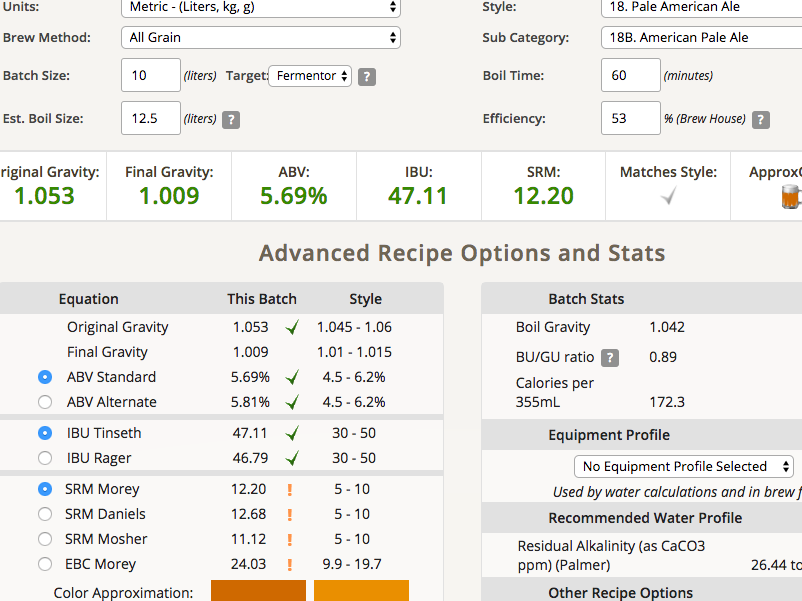 Units: Metric - (Liters, kg, g) Style: 18. Pale American Ale
Brew Method: All Grain Sub Category: 18B. American Pale Ale
Batch Size: 10 (liters) Target: Fermentor ? Boil Time: 60 (minutes)
Est. Boil Size: 12.5 (liters) ? Efficiency: 53 % (Brew House) ?
riginal Gravity: Final Gravity: ABV: IBU: SRM: Matches Style: Approx
1.053 1.009 5.69% 47.11 12.20
Advanced Recipe Options and Stats
Equation This Batch Style
Original Gravity 1.053 1.045 - 1.06
Final Gravity 1.009 1.01 - 1.015
ABV Standard 5.69% 4.5 - 6.2%
ABV Alternate 5.81% 4.5 - 6.2%
IBU Tinseth 47.11 30 - 50
IBU Rager 46.79 30 - 50
SRM Morey 12.20 ! 5 - 10
SRM Daniels 12.68 ! 5 - 10
SRM Mosher 11.12 ! 5 - 10
EBC Morey 24.03 ! 9.9 - 19.7
Color Approximation:
Batch Stats
Boil Gravity 1.042
BU/GU ratio ? 0.89
Calories per
355mL 172.3
Equipment Profile
No Equipment Profile Selected
Used by water calculations and in brew f
Recommended Water Profile
Residual Alkalinity (as CaCO3
ppm) (Palmer) 26.44 to
Other Recipe Options